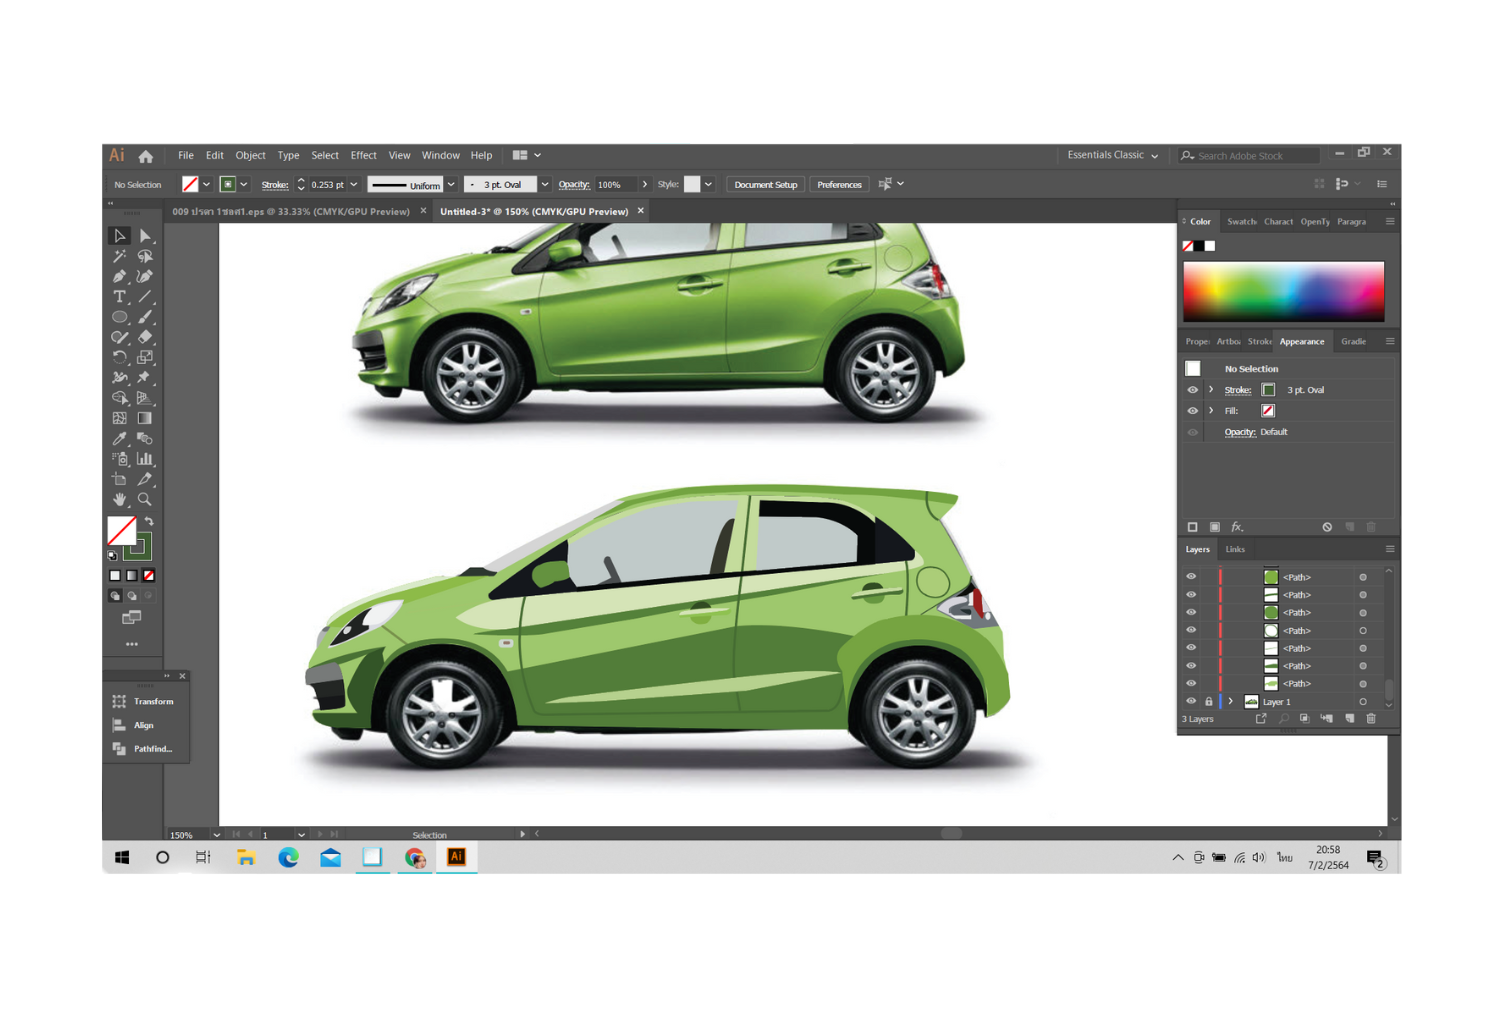 Ai File Edit Object Type Select Effect View Window Help Essentials Classic Search Adobe Stock
No Selection Stroke: 0.253 pt Uniform 3 pt. Oval Opacity: 100% Style: Document Setup Preferences
009 ปรดา 1ชอศ1.eps @ 33.33% (CMYK/GPU Preview) × Untitled-3* @ 150% (CMYK/GPU Preview) ×
Color Swatch Charact OpenTy Paragra
Prope Artboa Stroke Appearance Gradie
No Selection
Stroke: 3 pt. Oval
Fill:
Opacity: Default
fx
Layers Links
<Path>
<Path>
<Path>
<Path>
<Path>
<Path>
<Path>
Layer 1
3 Layers
Transform
Align
Pathfind...
150% 1 Selection
Ai ไทย 20:58
7/2/2564
2